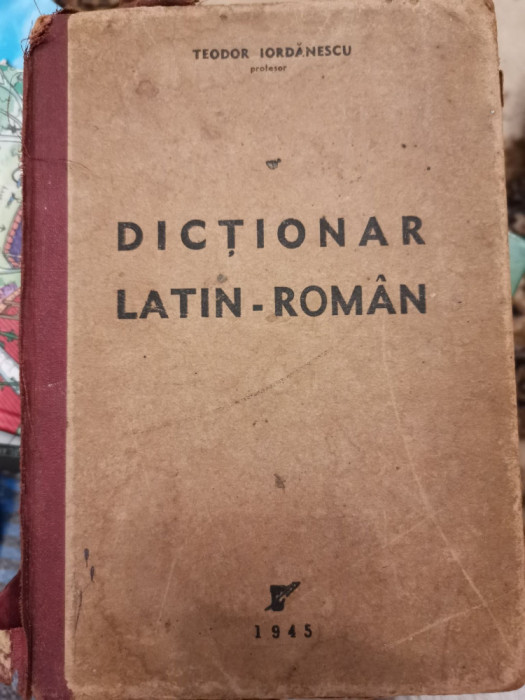 TEODOR IORDĂNESCU
profesor
DICȚIONAR
LATIN-ROMÂN
1945